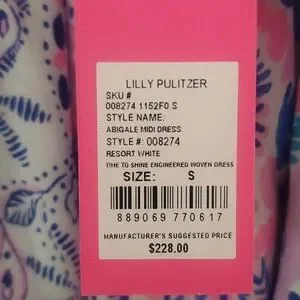 LILLY PULITZER
SKU #
008274 1152F0 S
STYLE NAME:
ABIGALE MIDI DRESS
STYLE #: 008274
RESORT WHITE
TIME TO SHINE ENGINEERED WOVEN DRESS
SIZE: S
889069 770617
MANUFACTURER'S SUGGESTED PRICE
$228.00